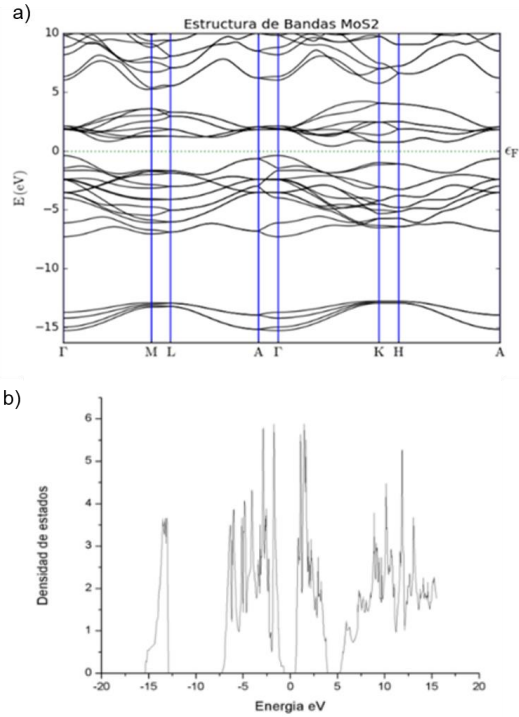 a)
Estructura de Bandas MoS2
10
5
0
−5
−10
−15
E (eV)
ϵF
Γ M L A Γ K H A
b)
6
5
4
3
2
1
0
Densidad de estados
-20 -15 -10 -5 0 5 10 15 20
Energia eV